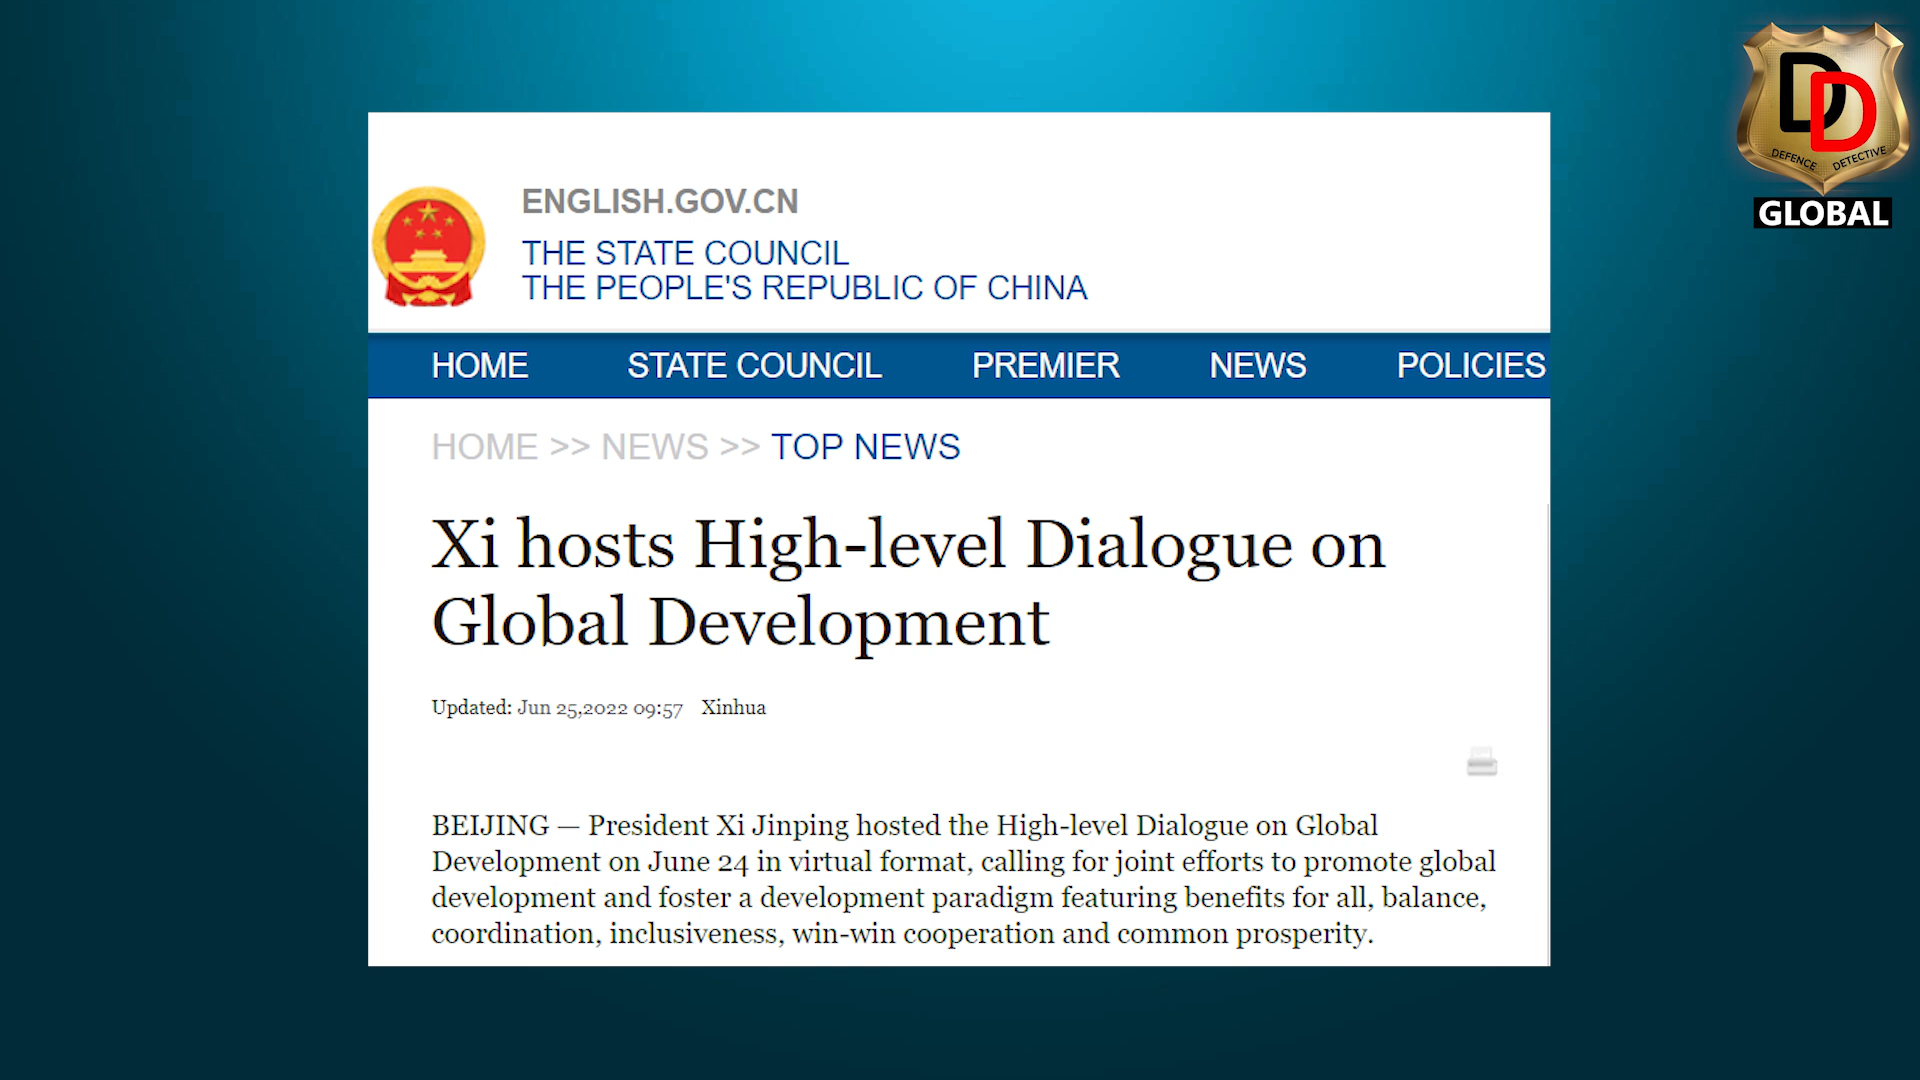 DD
DEFENCE DETECTIVE
GLOBAL
ENGLISH.GOV.CN
THE STATE COUNCIL
THE PEOPLE'S REPUBLIC OF CHINA
HOME STATE COUNCIL PREMIER NEWS POLICIES
HOME >> NEWS >> TOP NEWS
Xi hosts High-level Dialogue on
Global Development
Updated: Jun 25,2022 09:57 Xinhua
BEIJING — President Xi Jinping hosted the High-level Dialogue on Global
Development on June 24 in virtual format, calling for joint efforts to promote global
development and foster a development paradigm featuring benefits for all, balance,
coordination, inclusiveness, win-win cooperation and common prosperity.